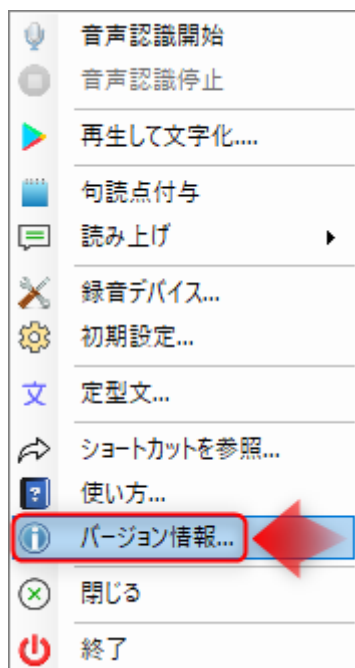 音声認識開始
音声認識停止
再生して文字化....
句読点付与
読み上げ
録音デバイス...
初期設定...
定型文...
ショートカットを参照...
使い方...
バージョン情報...
閉じる
終了